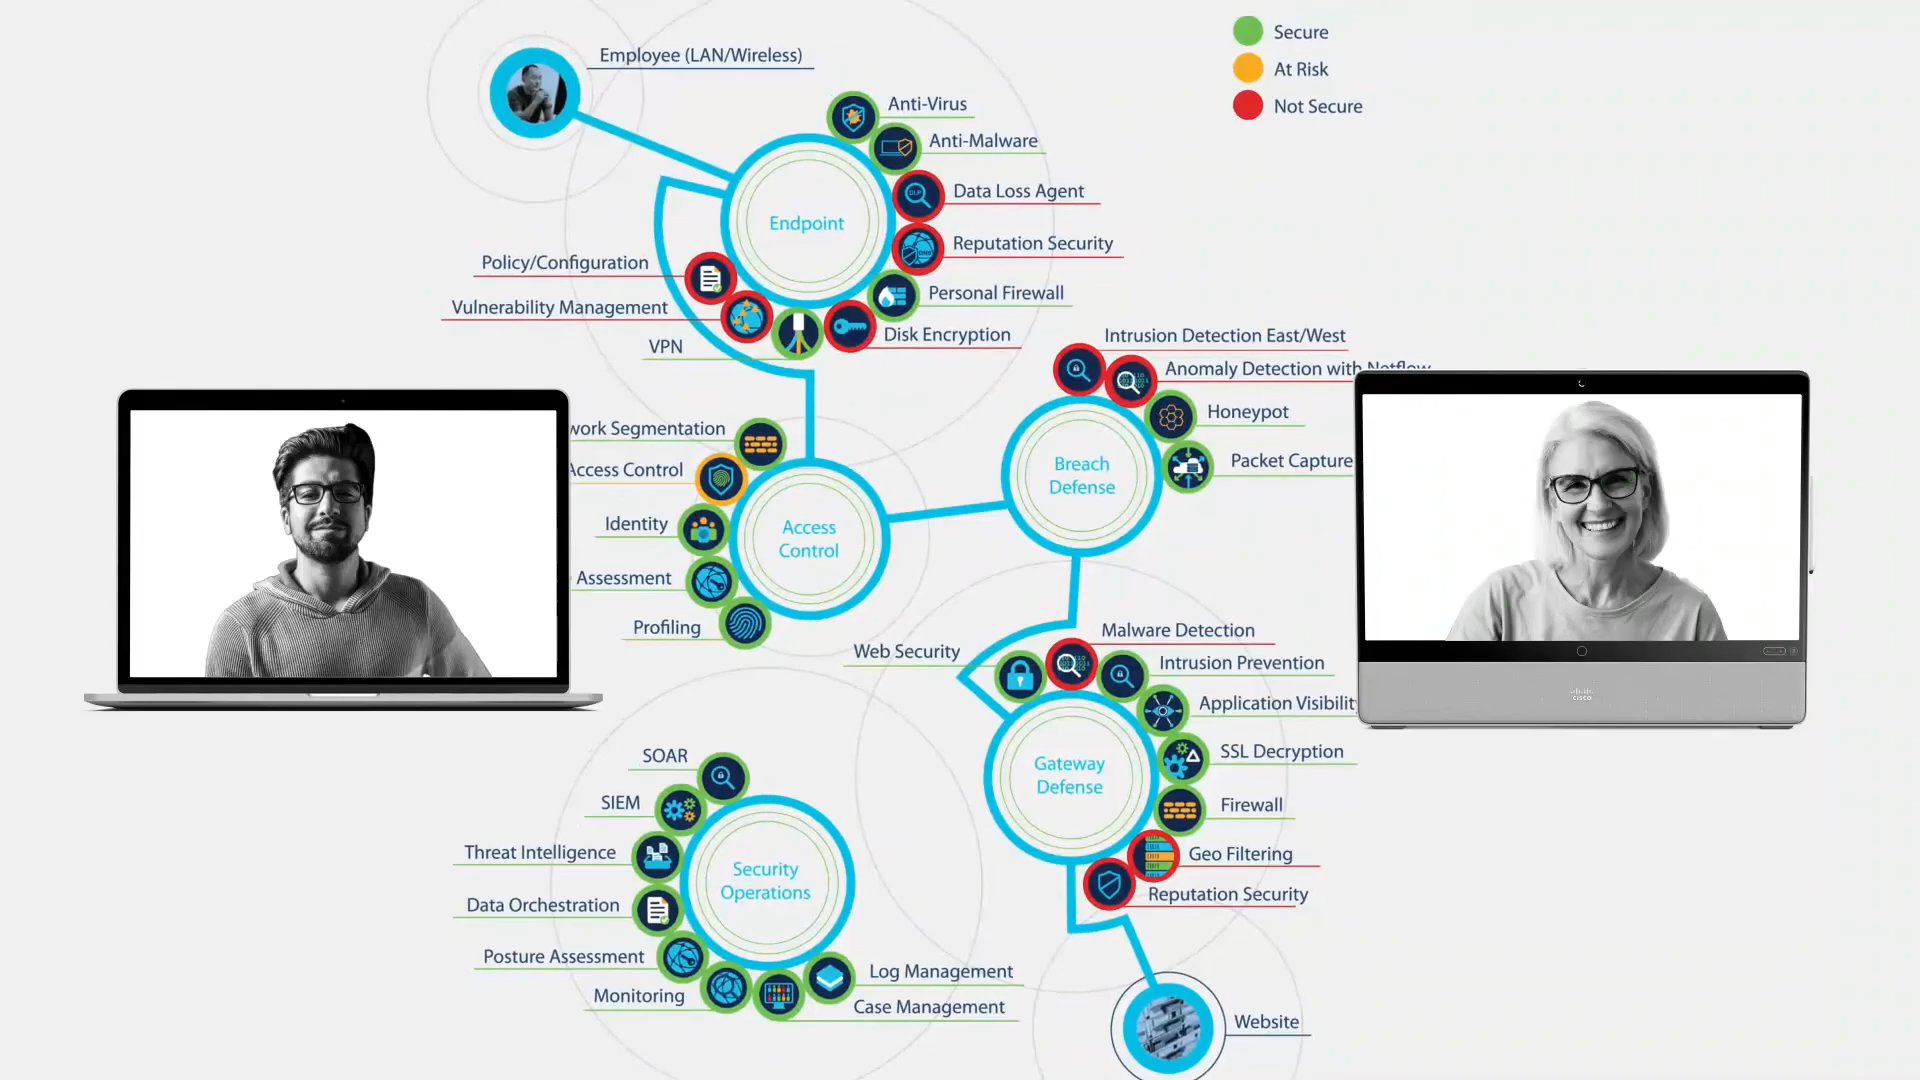 Employee (LAN/Wireless)
Secure
At Risk
Not Secure
Anti-Virus
Anti-Malware
Data Loss Agent
Reputation Security
Personal Firewall
Disk Encryption
Endpoint
Policy/Configuration
Vulnerability Management
VPN
Intrusion Detection East/West
Anomaly Detection with Netflow
Honeypot
Packet Capture
Breach
Defense
work Segmentation
Access Control
Identity
Assessment
Profiling
Access
Control
Web Security
Malware Detection
Intrusion Prevention
Application Visibilit
SSL Decryption
Firewall
Geo Filtering
Reputation Security
Gateway
Defense
SOAR
SIEM
Threat Intelligence
Data Orchestration
Posture Assessment
Monitoring
Security
Operations
Log Management
Case Management
Website
CISCO